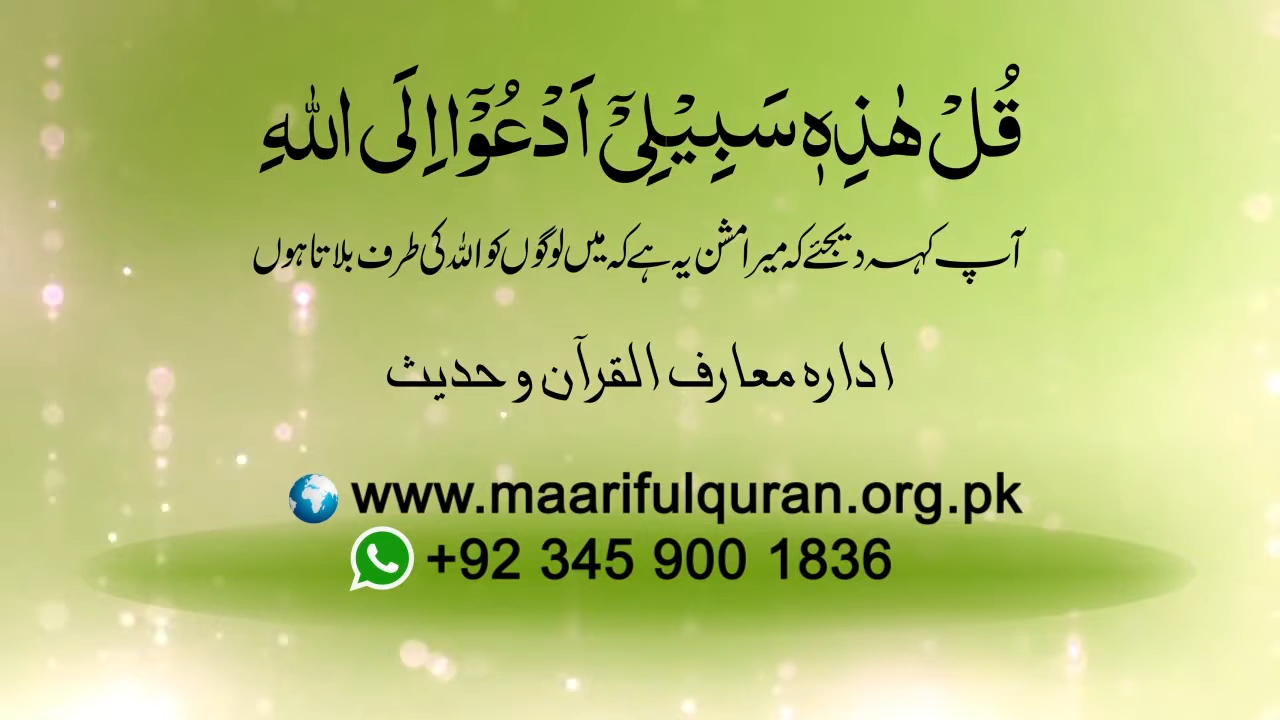 قُلْ هٰذِهٖ سَبِيْلِىْٓ اَدْعُوْٓا اِلَى اللّٰهِ
آپ کہہ دیجئے کہ میرا مشن یہ ہے کہ میں لوگوں کو اللہ کی طرف بلاتا ہوں
ادارہ معارف القرآن و حدیث
www.maarifulquran.org.pk
+92 345 900 1836